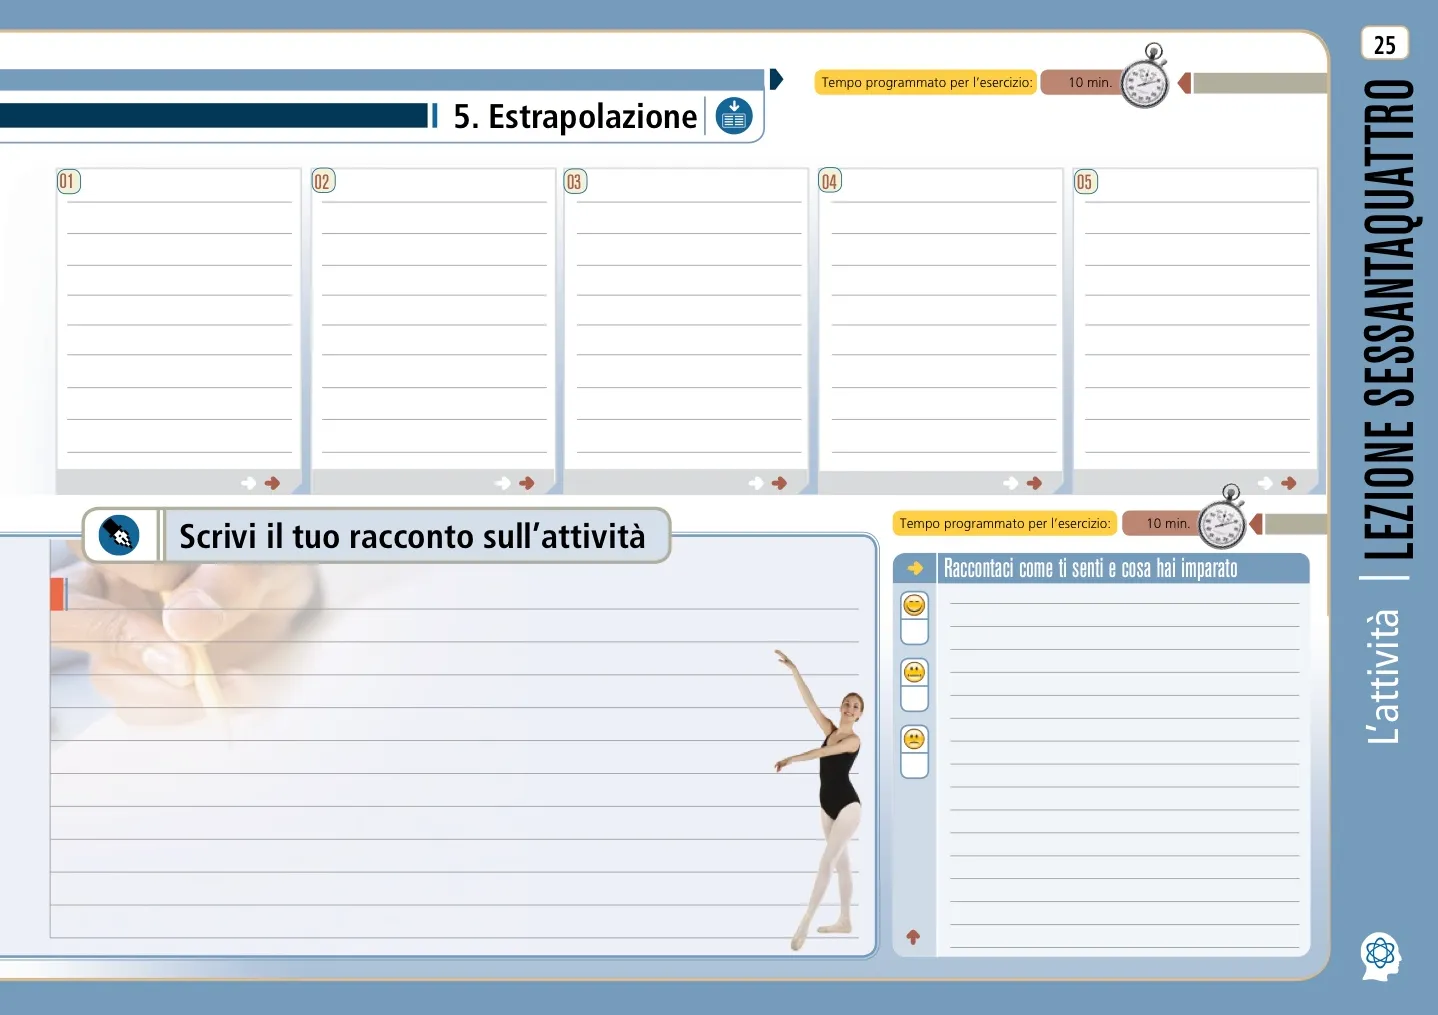 25
Tempo programmato per l'esercizio: 10 min.
5. Estrapolazione
01
02
03
04
05
Scrivi il tuo racconto sull'attività
Tempo programmato per l'esercizio: 10 min.
Raccontaci come ti senti e cosa hai imparato
L'attività | LEZIONE SESSANTAQUATTRO